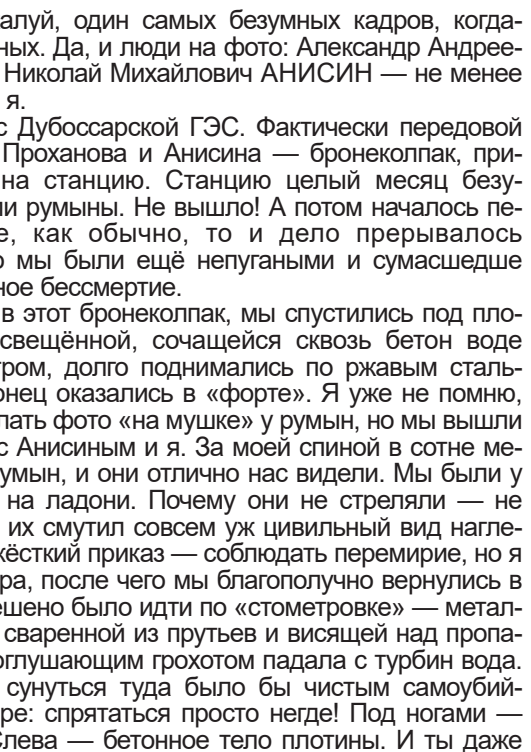 алуй, один самых безумных кадров, когда-
ных. Да, и люди на фото: Александр Андрее-
Николай Михайлович АНИСИН — не менее
я.
с Дубоссарской ГЭС. Фактически передовой
Проханова и Анисина — бронеколпак, при-
на станцию. Станцию целый месяц безу-
ли румыны. Не вышло! А потом началось пе-
е, как обычно, то и дело прерывалось
о мы были ещё непугаными и сумасшедше
ное бессмертие.
в этот бронеколпак, мы спустились под пло-
свещённой, сочащейся сквозь бетон воде
тром, долго поднимались по ржавым сталь-
онец оказались в «форте». Я уже не помню,
лать фото «на мушке» у румын, но мы вышли
с Анисиным и я. За моей спиной в сотне ме-
румын, и они отлично нас видели. Мы были у
на ладони. Почему они не стреляли — не
их смутил совсем уж цивильный вид нагле-
жёсткий приказ — соблюдать перемирие, но я
ра, после чего мы благополучно вернулись в
ешено было идти по «стометровке» — метал-
сваренной из прутьев и висящей над пропа-
оглушающим грохотом падала с турбин вода.
сунуться туда было бы чистым самоубий-
ре: спрятаться просто негде! Под ногами —
Слева — бетонное тело плотины. И ты даже